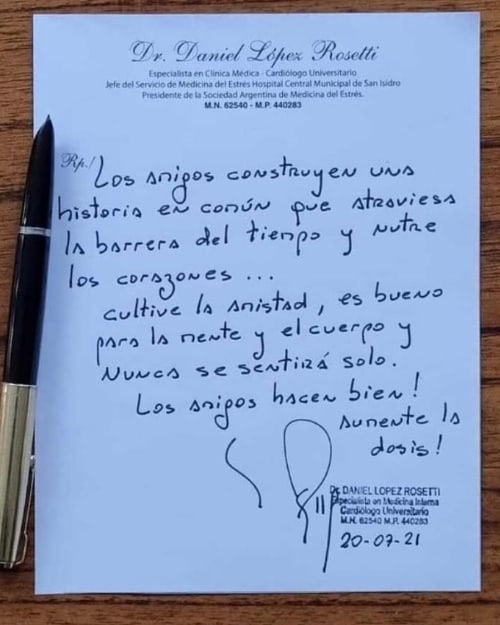 Dr. Daniel López Rosetti
Especialista en Clínica Médica - Cardiólogo Universitario
Jefe del Servicio de Medicina del Estrés Hospital Central Municipal de San Isidro
Presidente de la Sociedad Argentina de Medicina del Estrés.
M.N. 62540 - M.P. 440283
Rp./
Los amigos construyen una
historia en común que atraviesa
la barrera del tiempo y nutre
los corazones ...
cultive la amistad, es bueno
para la mente y el cuerpo y
nunca se sentirá solo.
Los amigos hacen bien!
aumente la
dosis!
Dr. DANIEL LOPEZ ROSETTI
Especialista en Medicina Interna
Cardiólogo Universitario
M.N. 62540 M.P. 440283
20-07-21